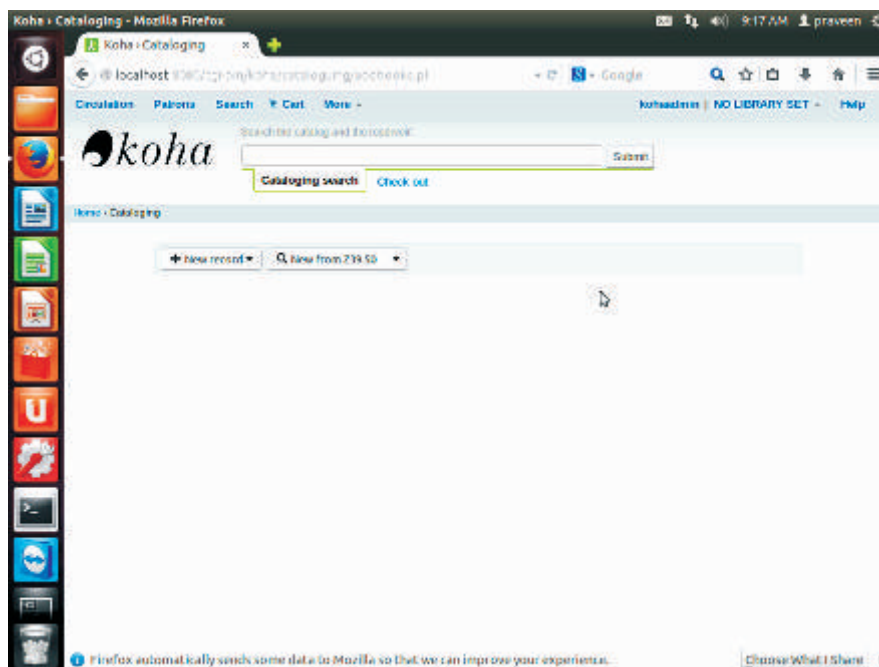 Koha › Cataloging - Mozilla Firefox 9:17 AM praveen
Koha › Cataloging ×
localhost Google
Circulation Patrons Search Cart More kohaadmin | NO LIBRARY SET Help
Search the catalog and the reservoir:
koha Submit
Cataloging search Check out
Home › Cataloging
+ New record New from Z39.50
Firefox automatically sends some data to Mozilla so that we can improve your experience. Choose What I Share